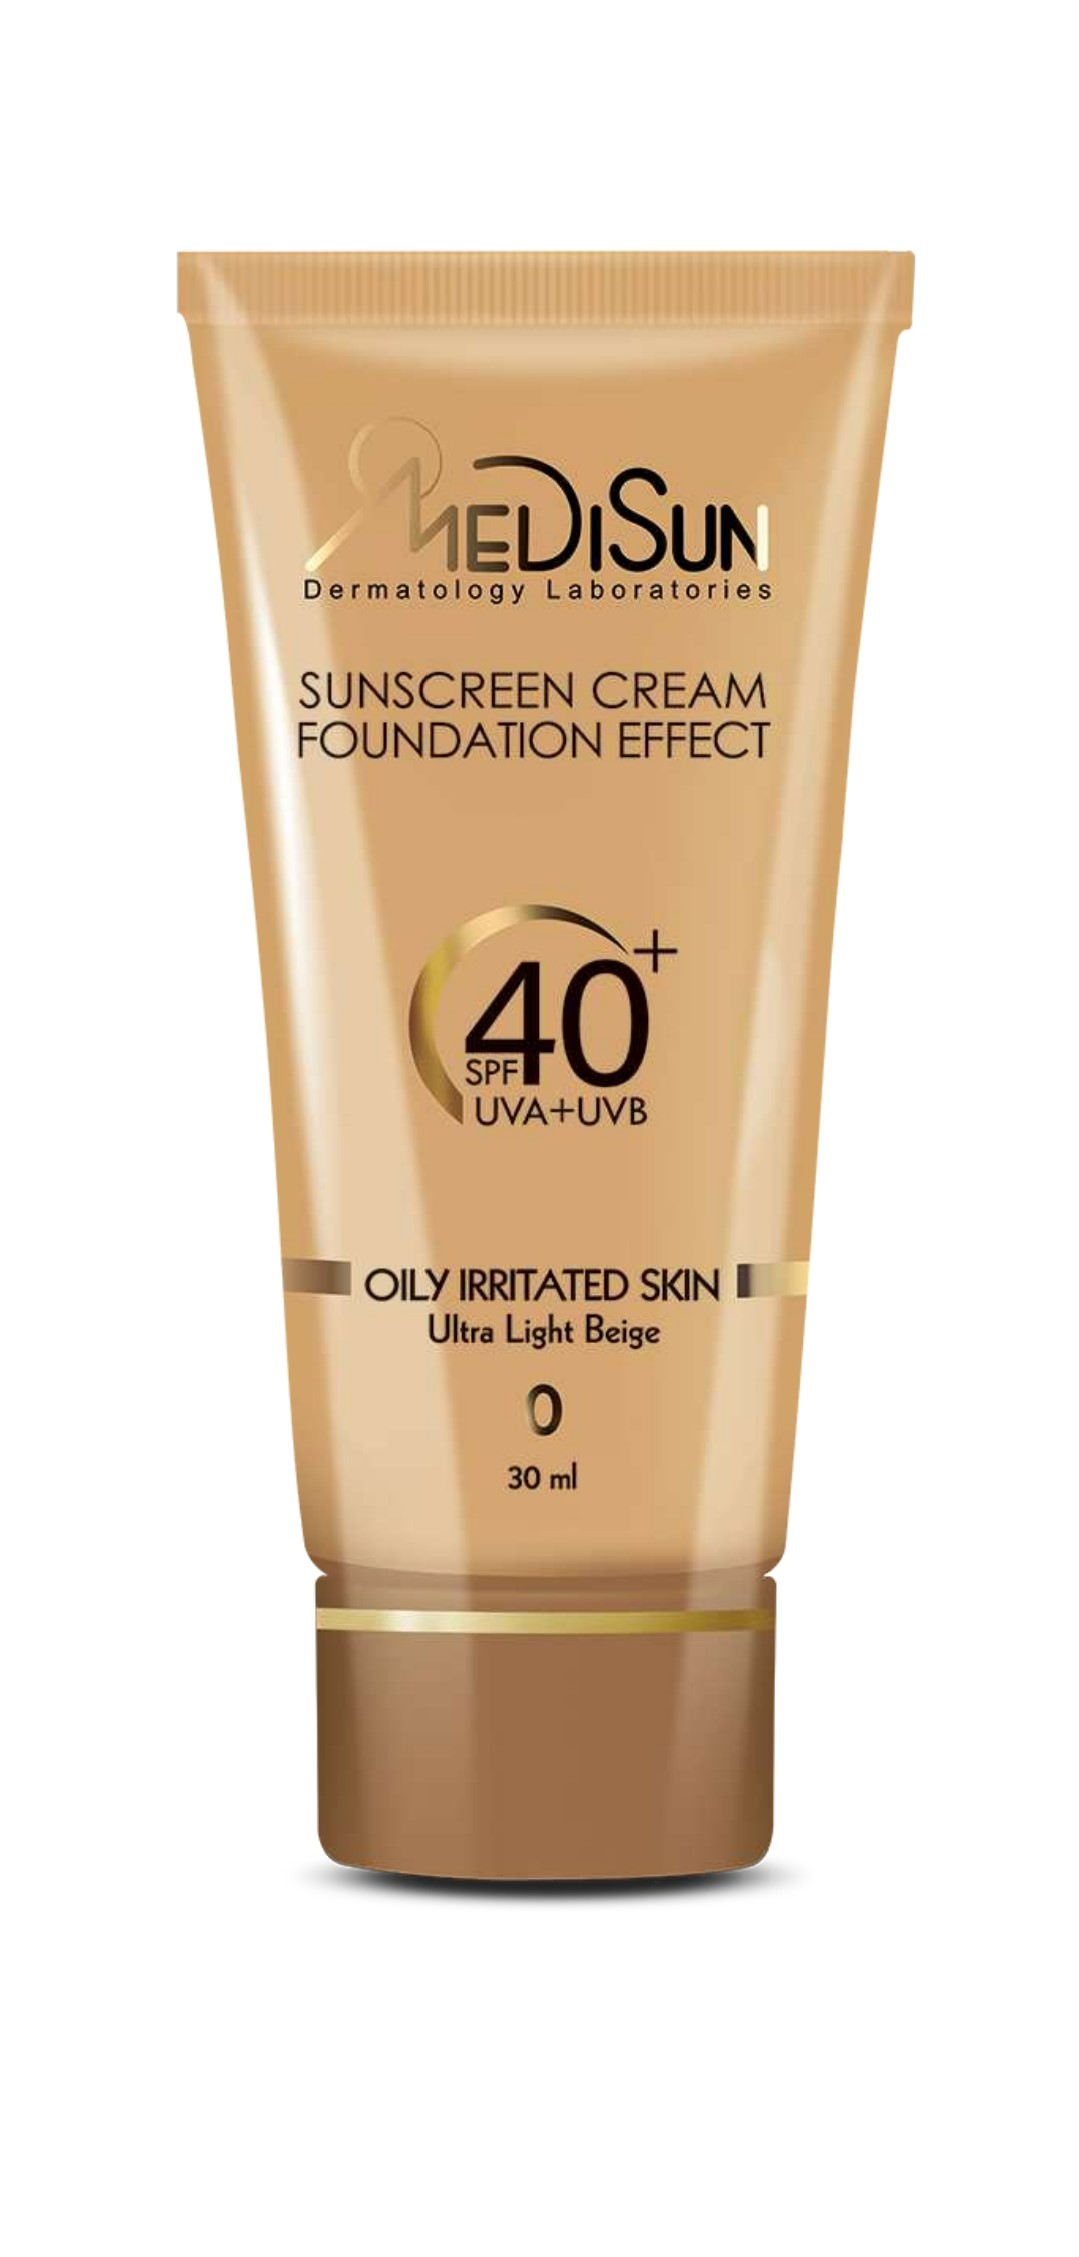 MEDISUN
Dermatology Laboratories
SUNSCREEN CREAM
FOUNDATION EFFECT
40+
SPF
UVA+UVB
OILY IRRITATED SKIN
Ultra Light Beige
0
30 ml